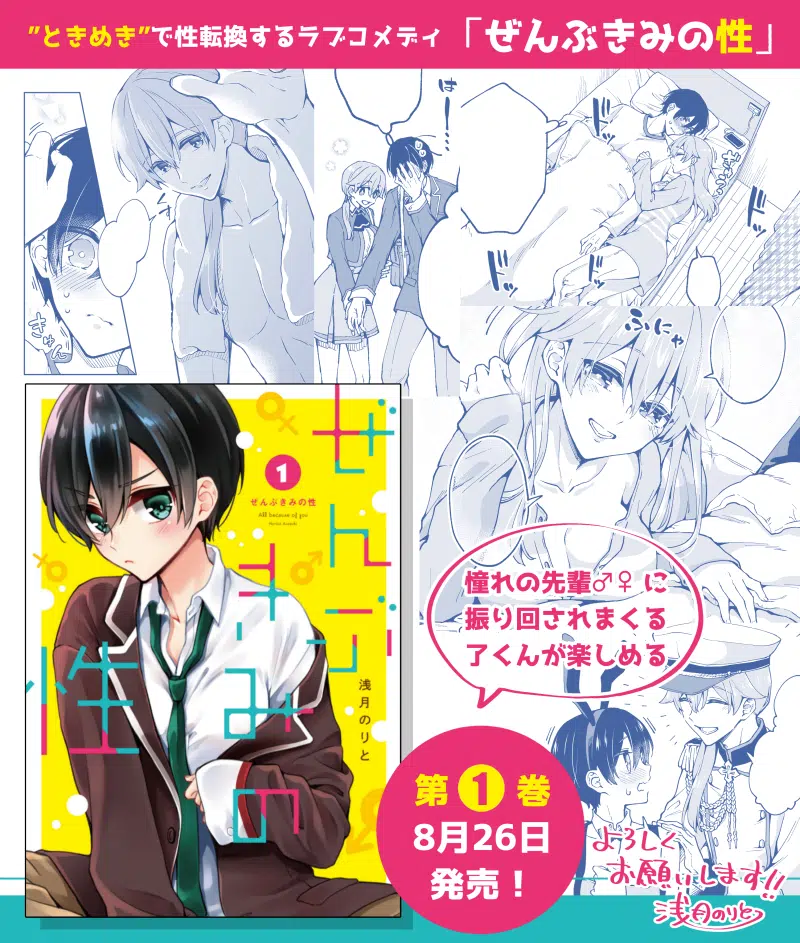 ”ときめき”で性転換するラブコメディ「ぜんぶきみの性」
は
ー
…
ドッ
ドッ
ドッ
ドッ
きゅん
ふにゃ
ぜんぶきみの性
1
ぜんぶきみの性
All because of you
浅月のりと
憧れの先輩♂♀に
振り回されまくる
了くんが楽しめる
第1巻
8月26日
発売！
よろしく
お願いします!!
浅月のりと